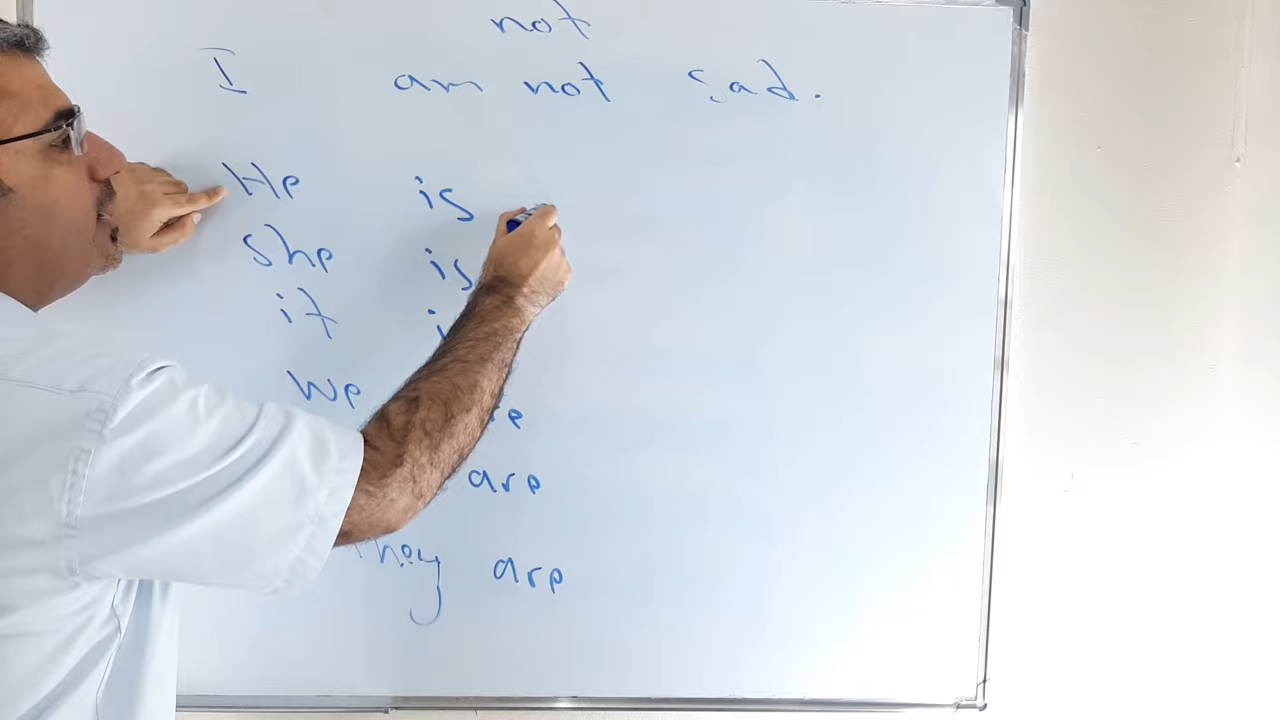 not
I am not sad.
He is
she is
it
we
are
They are